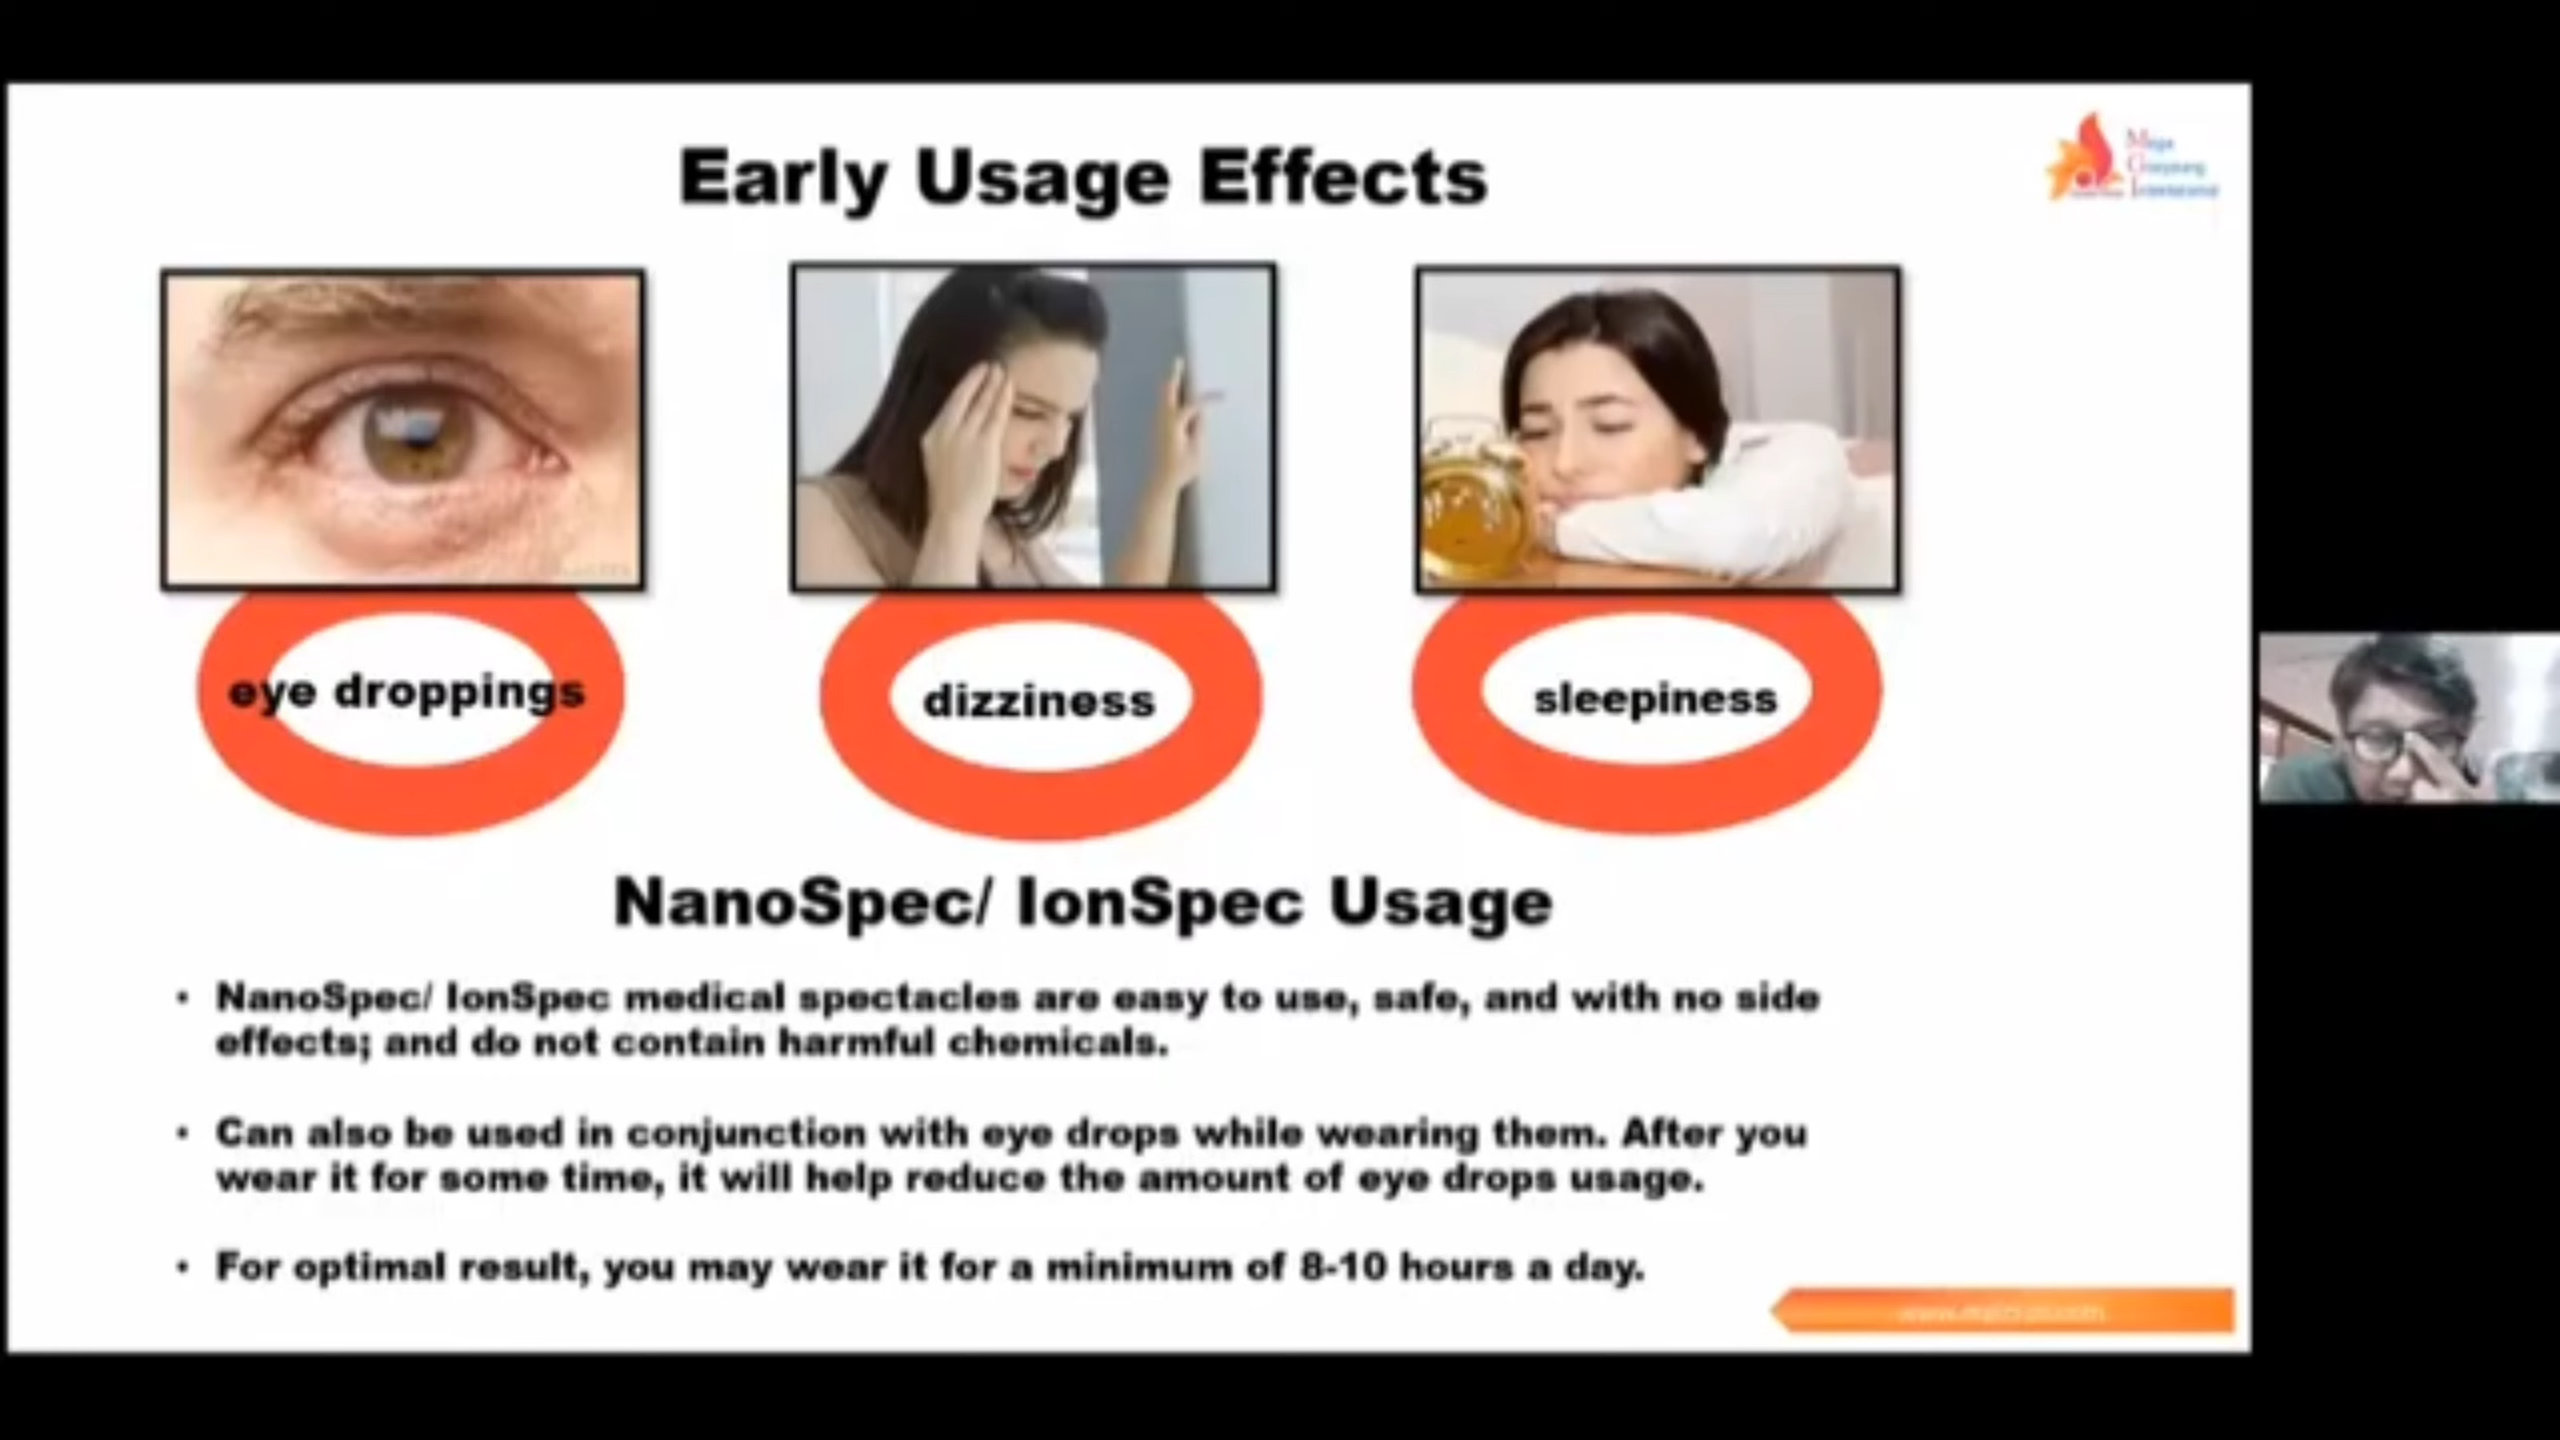 Early Usage Effects
eye droppings
dizziness
sleepiness
NanoSpec/ IonSpec Usage
• NanoSpec/ IonSpec medical spectacles are easy to use, safe, and with no side
effects; and do not contain harmful chemicals.
• Can also be used in conjunction with eye drops while wearing them. After you
wear it for some time, it will help reduce the amount of eye drops usage.
• For optimal result, you may wear it for a minimum of 8-10 hours a day.